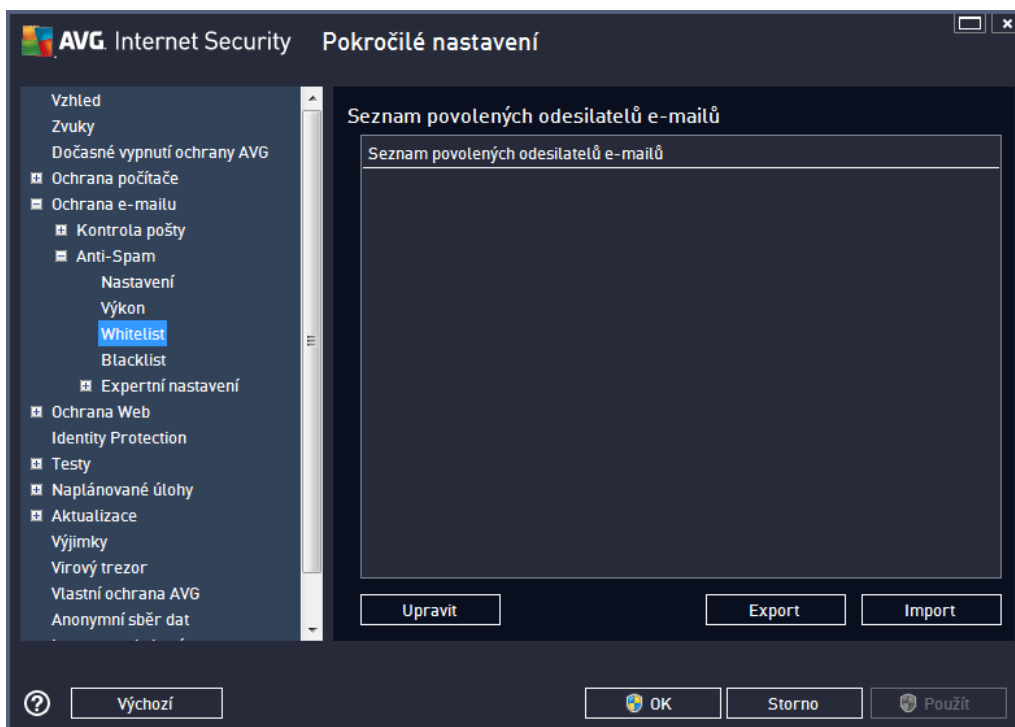 AVG. Internet Security Pokročilé nastavení
Vzhled
Zvuky
Dočasné vypnutí ochrany AVG
Ochrana počítače
Ochrana e-mailu
Kontrola pošty
Anti-Spam
Nastavení
Výkon
Whitelist
Blacklist
Expertní nastavení
Ochrana Web
Identity Protection
Testy
Naplánované úlohy
Aktualizace
Výjimky
Virový trezor
Vlastní ochrana AVG
Anonymní sběr dat
Seznam povolených odesilatelů e-mailů
Seznam povolených odesilatelů e-mailů
Upravit
Export
Import
Výchozí
OK
Storno
Použít